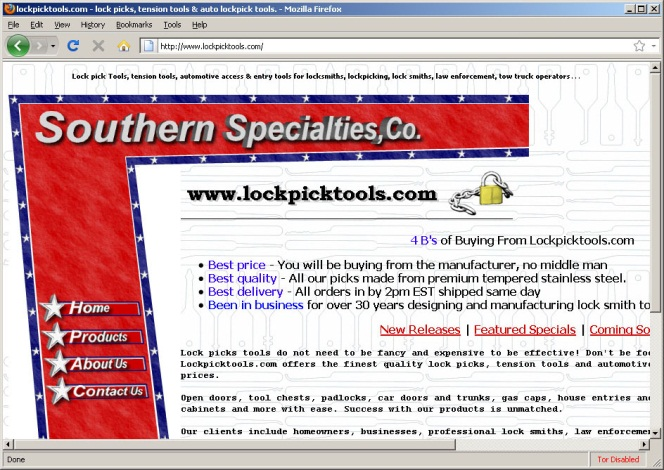 lockpicktools.com - lock picks, tension tools & auto lockpick tools. - Mozilla Firefox
File Edit View History Bookmarks Tools Help
http://www.lockpicktools.com/
Lock pick Tools, tension tools, automotive access & entry tools for locksmiths, lockpicking, lock smiths, law enforcement, tow truck operators...
Southern Specialties,Co.
www.lockpicktools.com
4 B's of Buying From Lockpicktools.com
• Best price - You will be buying from the manufacturer, no middle man
• Best quality - All our picks made from premium tempered stainless steel.
• Best delivery - All orders in by 2pm EST shipped same day
• Been in business for over 30 years designing and manufacturing lock smith to
Home
Products
About Us
Contact Us
New Releases | Featured Specials | Coming So
Lock picks tools do not need to be fancy and expensive to be effective! Don't be foo
Lockpicktools.com offers the finest quality lock picks, tension tools and automotive
prices.
Open doors, tool chests, padlocks, car doors and trunks, gas caps, house entries and
cabinets and more with ease. Success with our products is unmatched.
Our clients include homeowners, businesses, professional lock smiths, law enforcemen
Done
Tor Disabled